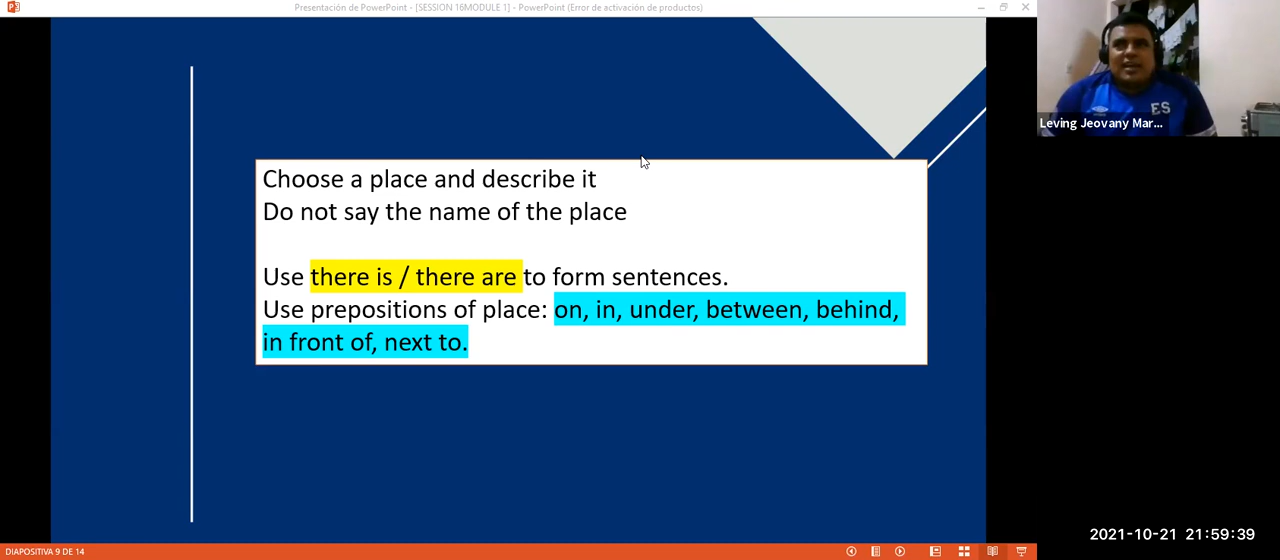 Presentación de PowerPoint - [SESSION 16MODULE 1] - PowerPoint (Error de activación de productos)
ES
Leving Jeovany Mar...
Choose a place and describe it
Do not say the name of the place
Use there is / there are to form sentences.
Use prepositions of place: on, in, under, between, behind,
in front of, next to.
2021-10-21 21:59:39
DIAPOSITIVA 9 DE 14